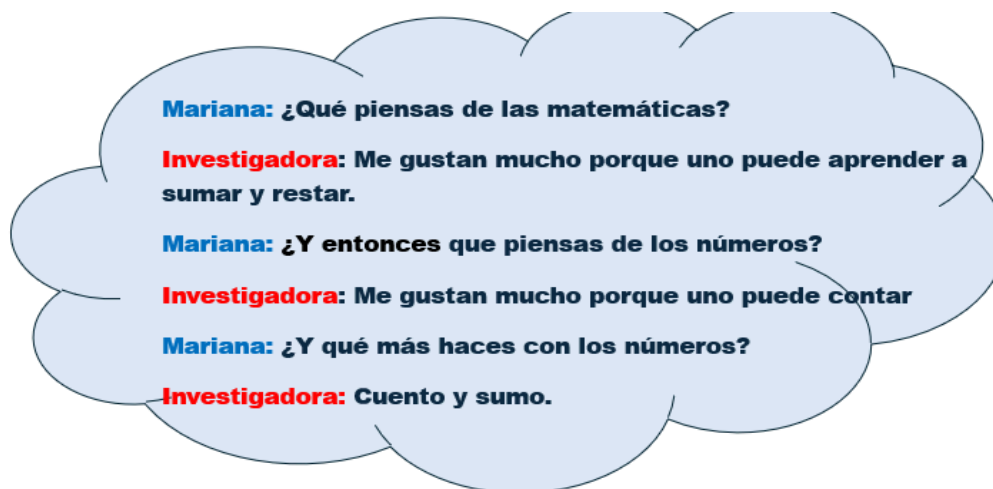 Mariana: ¿Qué piensas de las matemáticas?
Investigadora: Me gustan mucho porque uno puede aprender a
sumar y restar.
Mariana: ¿Y entonces que piensas de los números?
Investigadora: Me gustan mucho porque uno puede contar
Mariana: ¿Y qué más haces con los números?
Investigadora: Cuento y sumo.